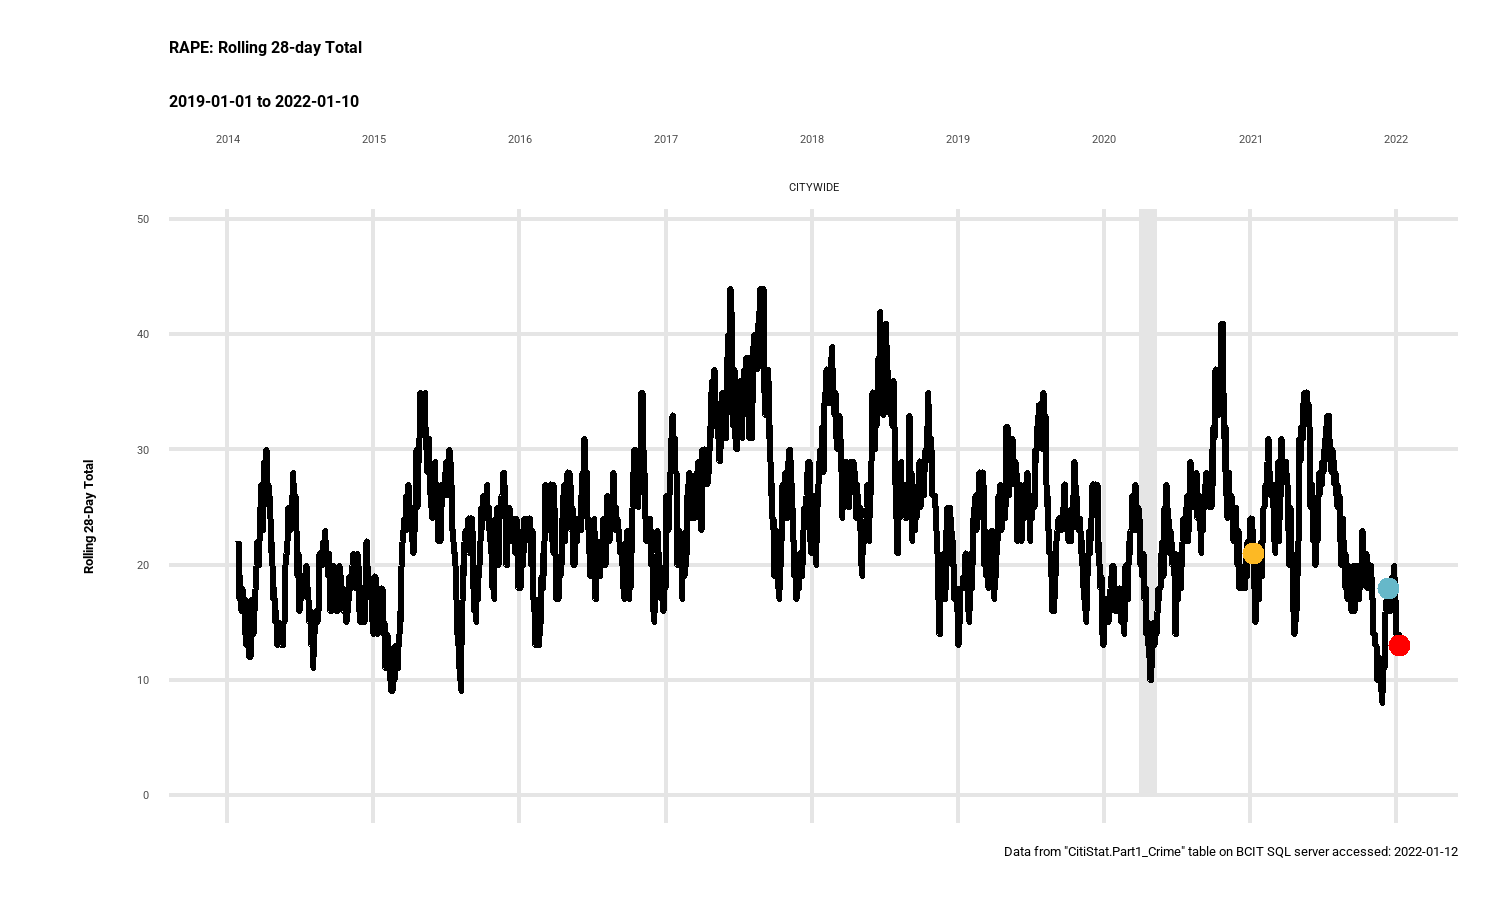 RAPE: Rolling 28-day Total
2019-01-01 to 2022-01-10
2014 2015 2016 2017 2018 2019 2020 2021 2022
CITYWIDE
50
40
30
20
10
0
Rolling 28-Day Total
Data from "CitiStat.Part1_Crime" table on BCIT SQL server accessed: 2022-01-12